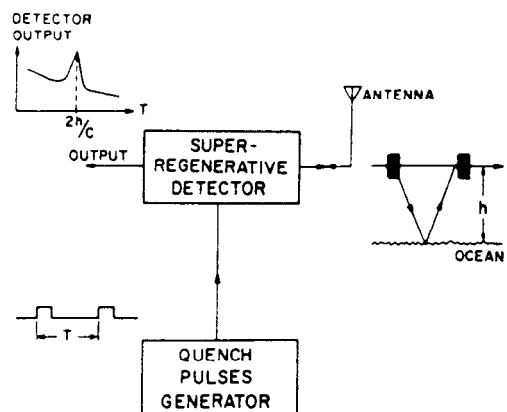 DETECTOR
OUTPUT
T
2h/c
ANTENNA
OUTPUT
SUPER-
REGENERATIVE
DETECTOR
h
OCEAN
T
QUENCH
PULSES
GENERATOR